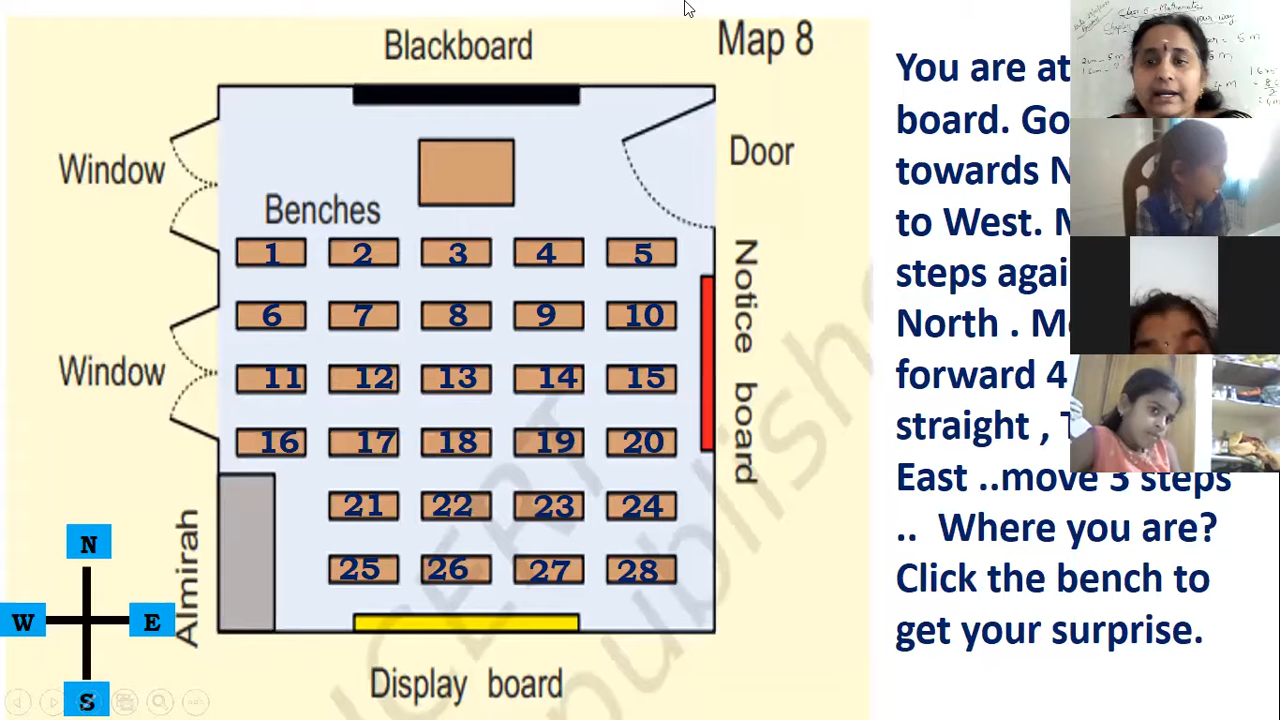 Blackboard
Map 8
Window
Door
Benches
1 2 3 4 5
Notice board
6 7 8 9 10
Window
11 12 13 14 15
16 17 18 19 20
21 22 23 24
Almirah
25 26 27 28
N
W E
S
Display board
You are at
board. Go
towards N
to West. M
steps agai
North . M
forward 4
straight , T
East ..move 3 steps
.. Where you are?
Click the bench to
get your surprise.
NCERT